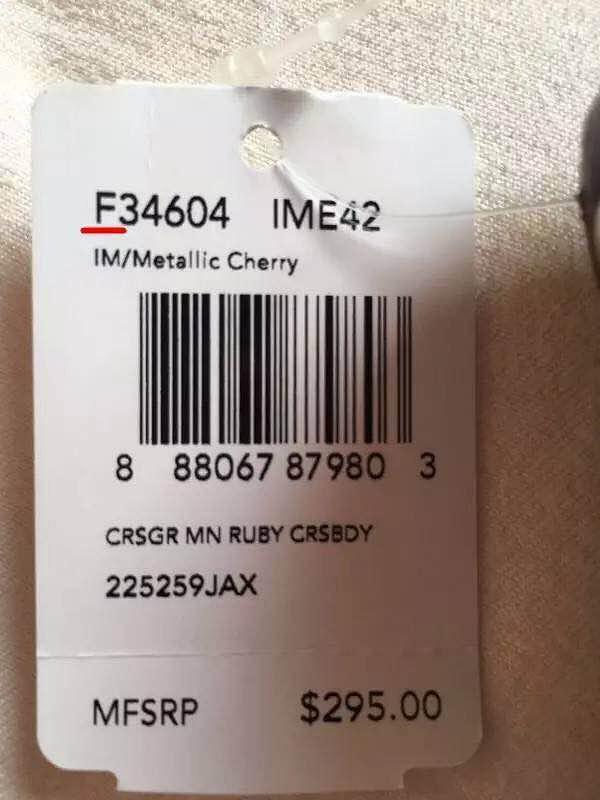 F34604 IME42
IM/Metallic Cherry
8 88067 87980 3
CRSGR MN RUBY CRSBDY
225259JAX
MFSRP $295.00